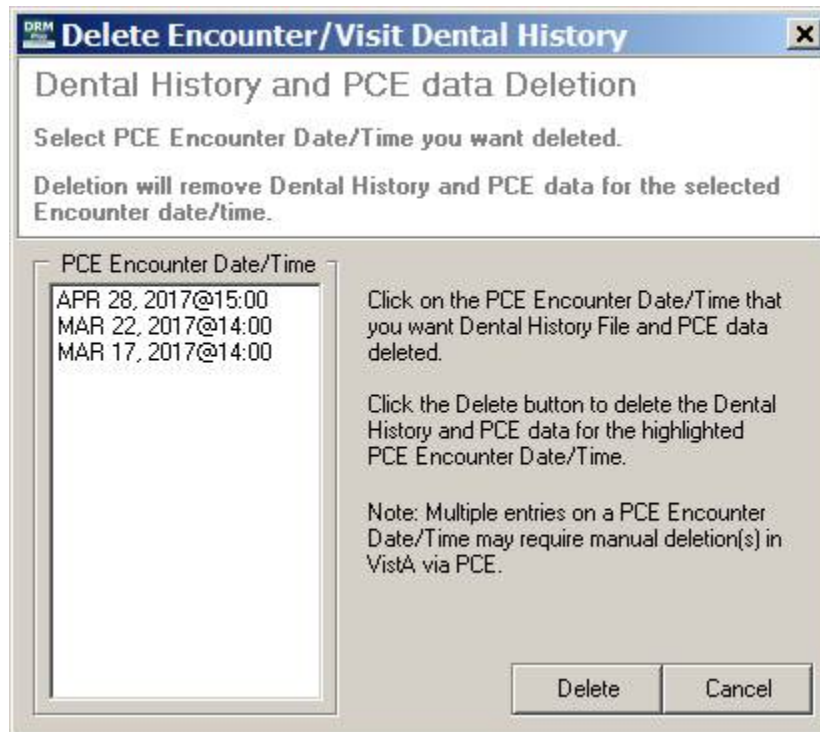 DRM
Delete Encounter/Visit Dental History
Dental History and PCE data Deletion
Select PCE Encounter Date/Time you want deleted.
Deletion will remove Dental History and PCE data for the selected
Encounter date/time.
PCE Encounter Date/Time
APR 28, 2017@15:00
MAR 22, 2017@14:00
MAR 17, 2017@14:00
Click on the PCE Encounter Date/Time that
you want Dental History File and PCE data
deleted.
Click the Delete button to delete the Dental
History and PCE data for the highlighted
PCE Encounter Date/Time.
Note: Multiple entries on a PCE Encounter
Date/Time may require manual deletion(s) in
VistA via PCE.
Delete
Cancel